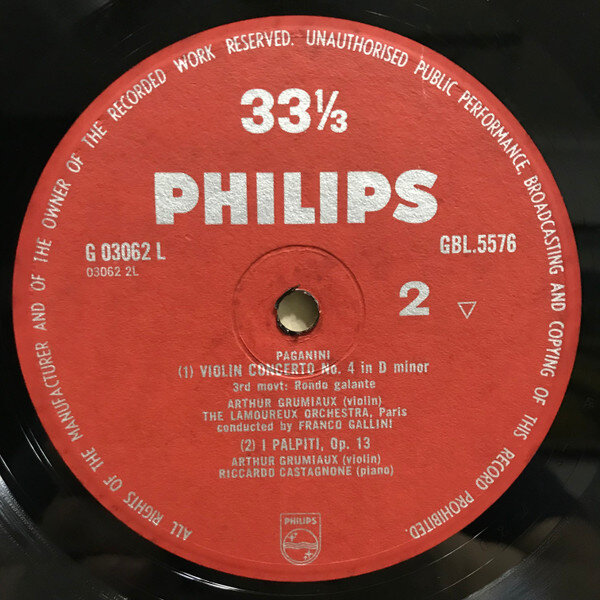 ALL RIGHTS OF THE MANUFACTURER AND OF THE OWNER OF THE RECORDED WORK RESERVED. UNAUTHORISED PUBLIC PERFORMANCE, BROADCASTING AND COPYING OF THIS RECORD PROHIBITED.
33⅓
PHILIPS
G 03062 L
03062 2L
GBL.5576
2 ▽
PAGANINI
(1) VIOLIN CONCERTO No. 4 in D minor
3rd movt: Rondo galante
ARTHUR GRUMIAUX (violin)
THE LAMOUREUX ORCHESTRA, Paris
conducted by FRANCO GALLINI
(2) I PALPITI, Op. 13
ARTHUR GRUMIAUX (violin)
RICCARDO CASTAGNONE (piano)
PHILIPS